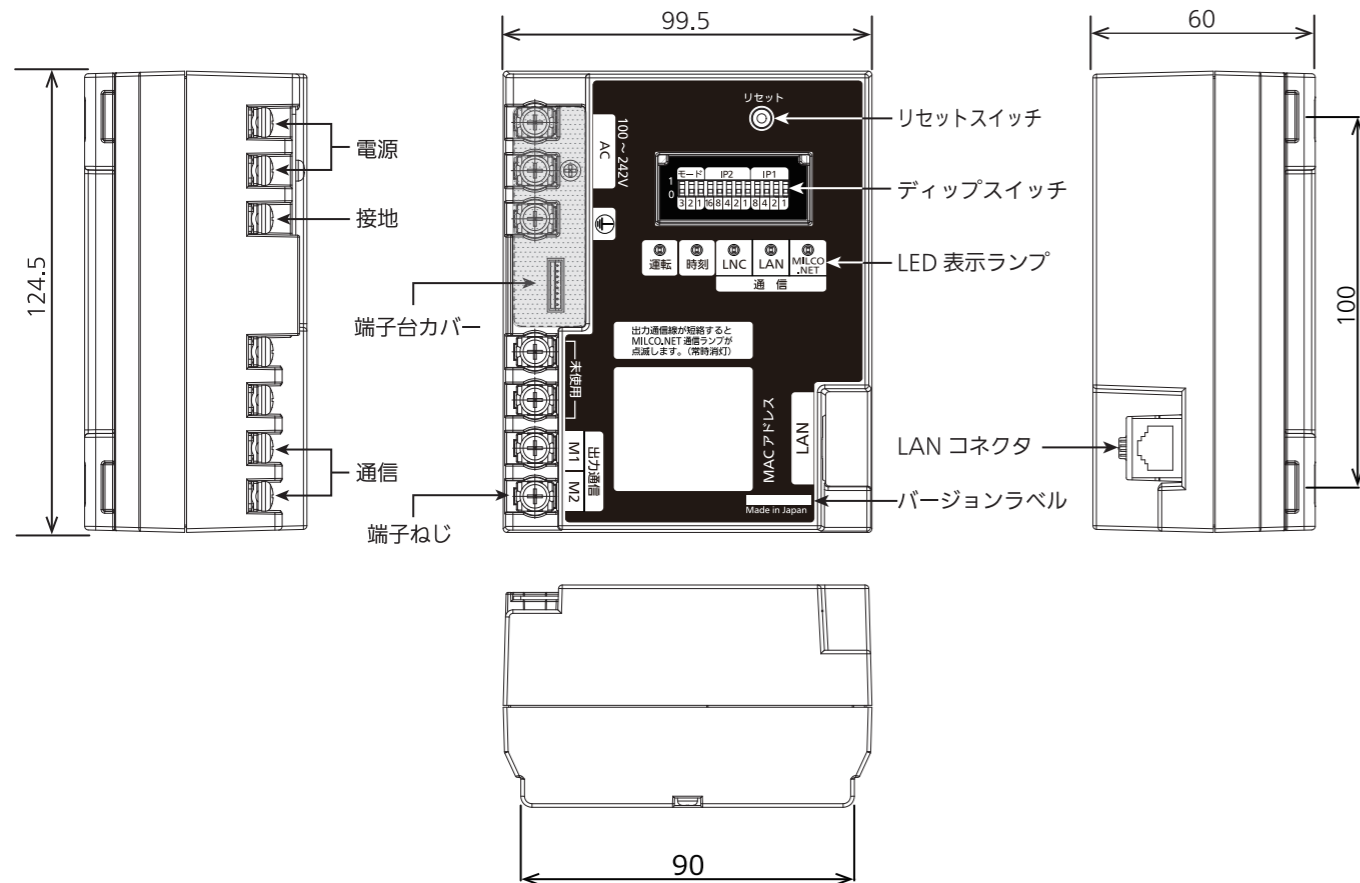 99.5
60
124.5
100
90
電源
接地
通信
端子台カバー
端子ねじ
リセットスイッチ
ディップスイッチ
LED 表示ランプ
LAN コネクタ
バージョンラベル
リセット
100～242V
AC
モード IP2 IP1
1
0
3 2 1 16 8 4 2 1 8 4 2 1
運転 時刻 LNC LAN MILCO
.NET
通 信
出力通信線が短絡すると
MILCO.NET 通信ランプが
点滅します。（常時消灯）
未使用
出力通信
M1 M2
MAC アドレス
LAN
Made in Japan